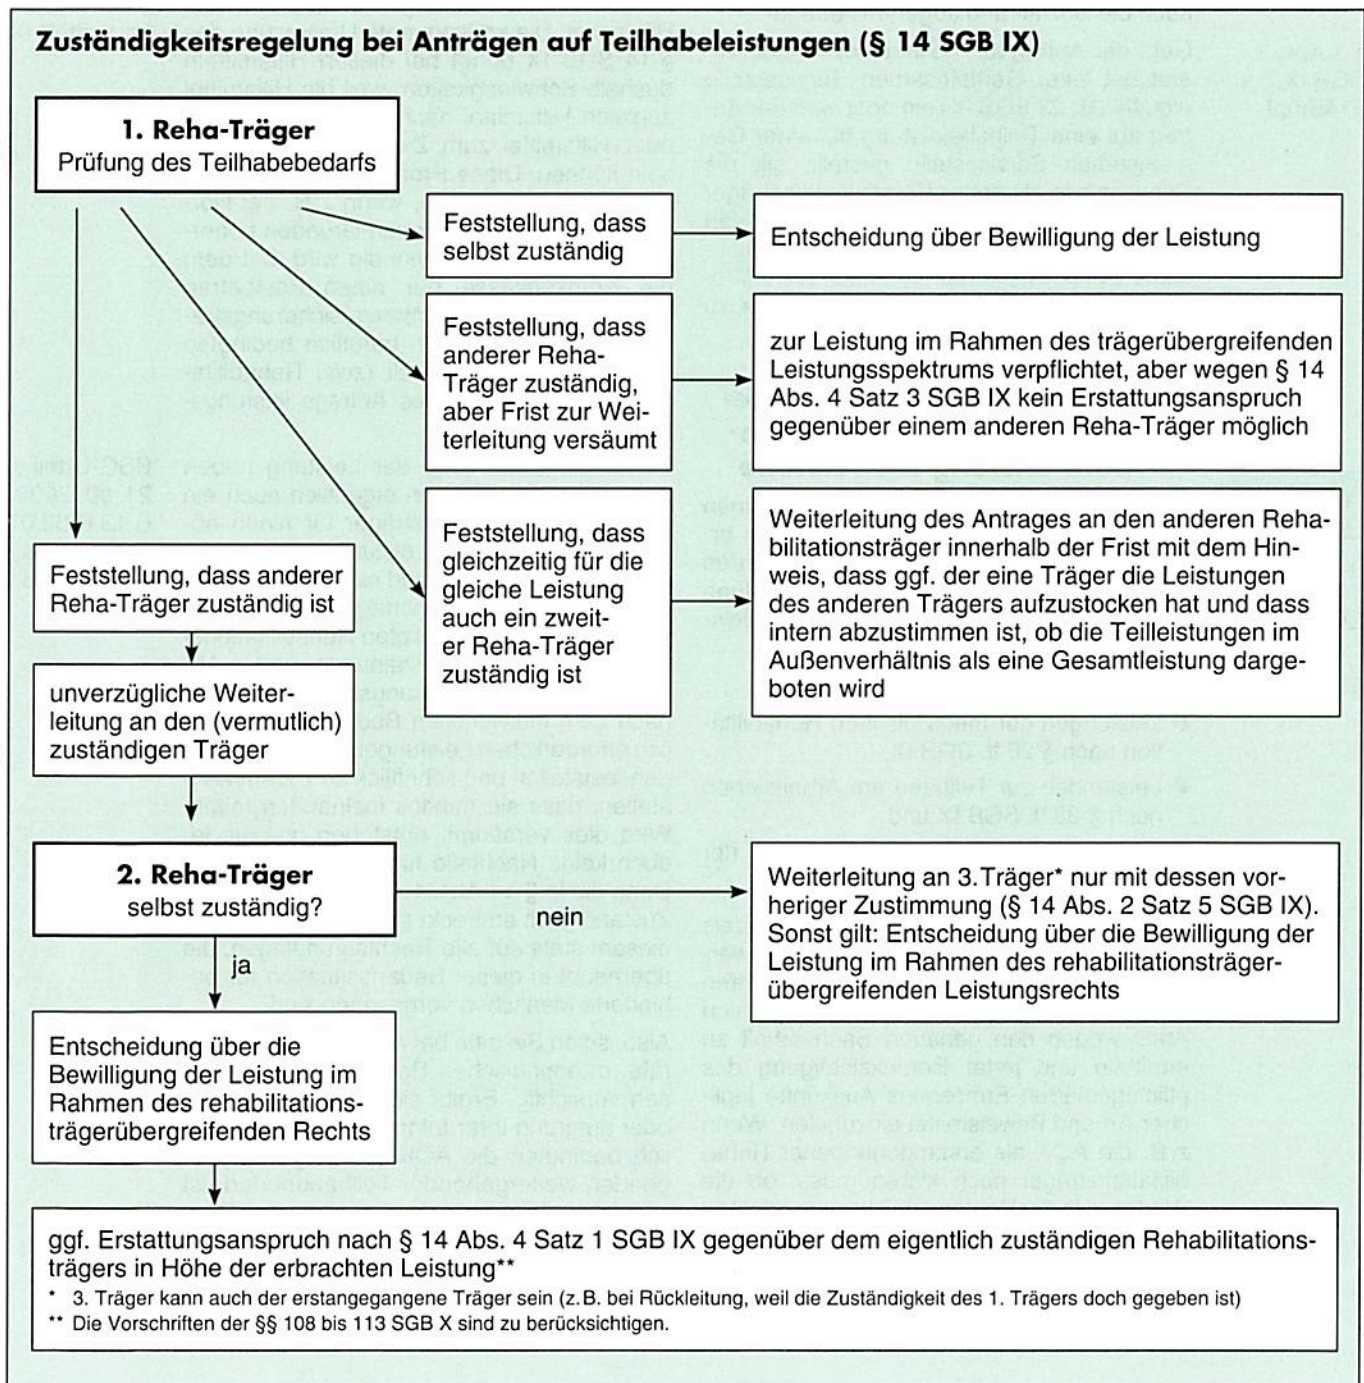 Zuständigkeitsregelung bei Anträgen auf Teilhabeleistungen (§ 14 SGB IX)
1. Reha-Träger
Prüfung des Teilhabebedarfs
Feststellung, dass
selbst zuständig
Entscheidung über Bewilligung der Leistung
Feststellung, dass
anderer Reha-
Träger zuständig,
aber Frist zur Wei-
terleitung versäumt
zur Leistung im Rahmen des trägerübergreifenden
Leistungsspektrums verpflichtet, aber wegen § 14
Abs. 4 Satz 3 SGB IX kein Erstattungsanspruch
gegenüber einem anderen Reha-Träger möglich
Feststellung, dass
gleichzeitig für die
gleiche Leistung
auch ein zweit-
er Reha-Träger
zuständig ist
Weiterleitung des Antrages an den anderen Reha-
bilitationsträger innerhalb der Frist mit dem Hin-
weis, dass ggf. der eine Träger die Leistungen
des anderen Trägers aufzustocken hat und dass
intern abzustimmen ist, ob die Teilleistungen im
Außenverhältnis als eine Gesamtleistung darge-
boten wird
Feststellung, dass anderer
Reha-Träger zuständig ist
unverzügliche Weiter-
leitung an den (vermutlich)
zuständigen Träger
2. Reha-Träger
selbst zuständig?
nein
Weiterleitung an 3. Träger* nur mit dessen vor-
heriger Zustimmung (§ 14 Abs. 2 Satz 5 SGB IX).
Sonst gilt: Entscheidung über die Bewilligung der
Leistung im Rahmen des rehabilitationsträger-
übergreifenden Leistungsrechts
ja
Entscheidung über die
Bewilligung der Leistung im
Rahmen des rehabilitations-
trägerübergreifenden Rechts
ggf. Erstattungsanspruch nach § 14 Abs. 4 Satz 1 SGB IX gegenüber dem eigentlich zuständigen Rehabilitations-
trägers in Höhe der erbrachten Leistung**
* 3. Träger kann auch der erstangegangene Träger sein (z. B. bei Rückleitung, weil die Zuständigkeit des 1. Trägers doch gegeben ist)
** Die Vorschriften der §§ 108 bis 113 SGB X sind zu berücksichtigen.